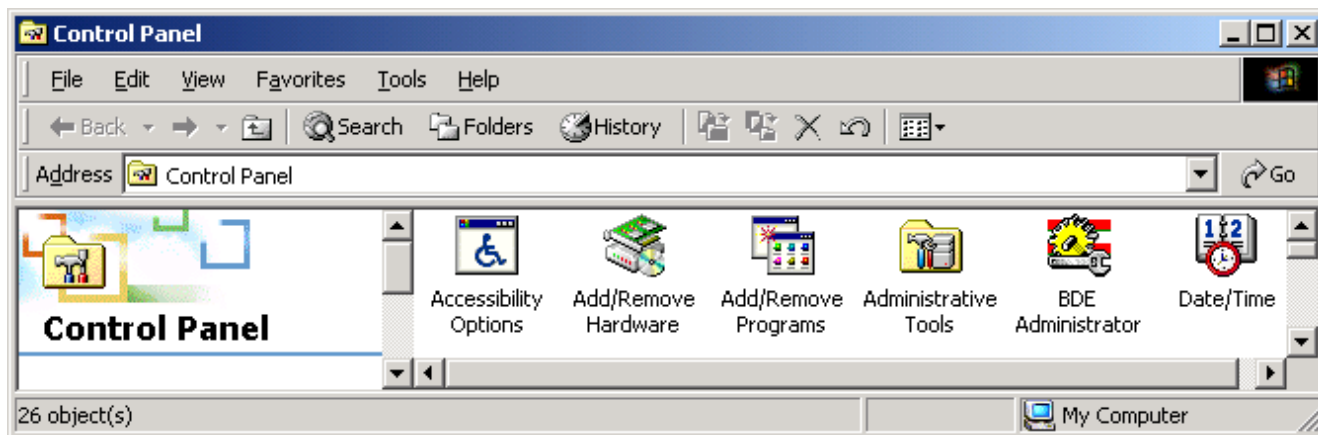 Control Panel
File Edit View Favorites Tools Help
Back Search Folders History
Address Control Panel Go
Control Panel
Accessibility Options
Add/Remove Hardware
Add/Remove Programs
Administrative Tools
BDE Administrator
12 Date/Time
26 object(s) My Computer